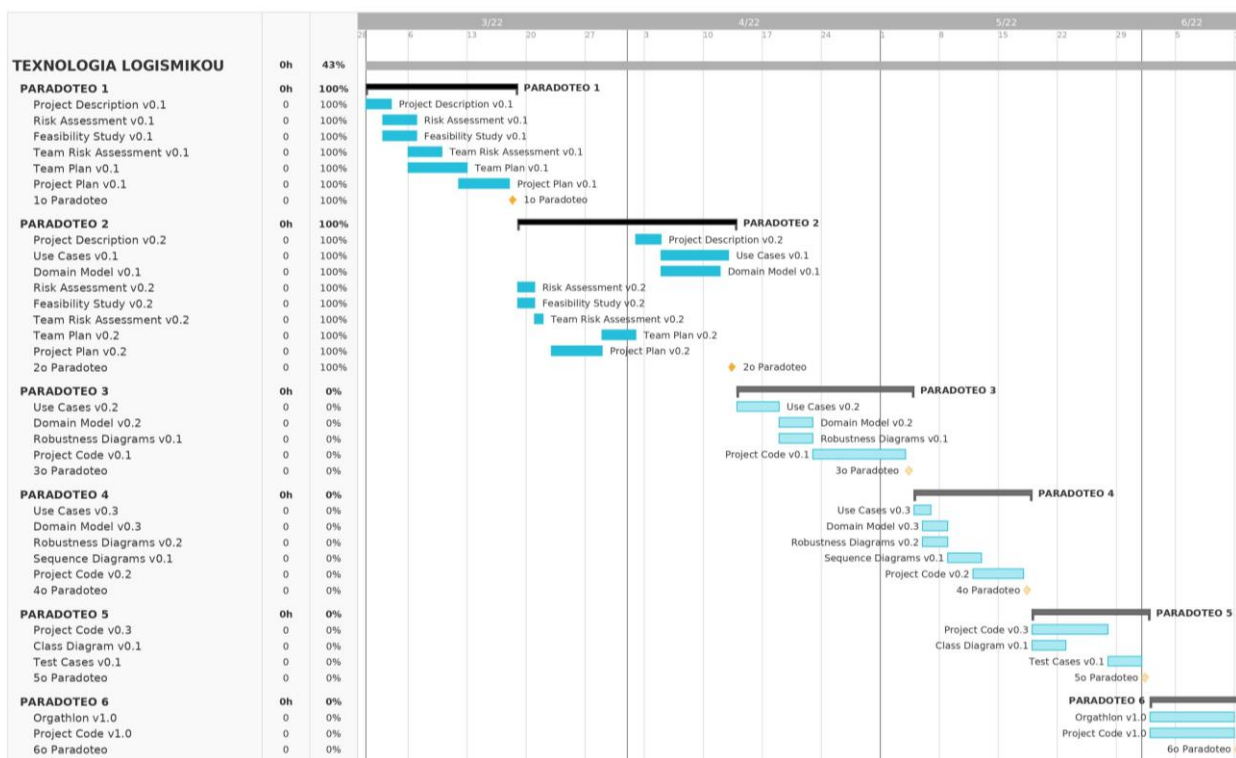 3/22 4/22 5/22 6/22
28 6 13 20 27 3 10 17 24 1 8 15 22 29 5
TEXNOLOGIA LOGISMIKOU 0h 43%
PARADOTEO 1 0h 100% PARADOTEO 1
Project Description v0.1 0 100% Project Description v0.1
Risk Assessment v0.1 0 100% Risk Assessment v0.1
Feasibility Study v0.1 0 100% Feasibility Study v0.1
Team Risk Assessment v0.1 0 100% Team Risk Assessment v0.1
Team Plan v0.1 0 100% Team Plan v0.1
Project Plan v0.1 0 100% Project Plan v0.1
1o Paradoteo 0 100% 1o Paradoteo
PARADOTEO 2 0h 100% PARADOTEO 2
Project Description v0.2 0 100% Project Description v0.2
Use Cases v0.1 0 100% Use Cases v0.1
Domain Model v0.1 0 100% Domain Model v0.1
Risk Assessment v0.2 0 100% Risk Assessment v0.2
Feasibility Study v0.2 0 100% Feasibility Study v0.2
Team Risk Assessment v0.2 0 100% Team Risk Assessment v0.2
Team Plan v0.2 0 100% Team Plan v0.2
Project Plan v0.2 0 100% Project Plan v0.2
2o Paradoteo 0 100% 2o Paradoteo
PARADOTEO 3 0h 0% PARADOTEO 3
Use Cases v0.2 0 0% Use Cases v0.2
Domain Model v0.2 0 0% Domain Model v0.2
Robustness Diagrams v0.1 0 0% Robustness Diagrams v0.1
Project Code v0.1 0 0% Project Code v0.1
3o Paradoteo 0 0% 3o Paradoteo
PARADOTEO 4 0h 0% PARADOTEO 4
Use Cases v0.3 0 0% Use Cases v0.3
Domain Model v0.3 0 0% Domain Model v0.3
Robustness Diagrams v0.2 0 0% Robustness Diagrams v0.2
Sequence Diagrams v0.1 0 0% Sequence Diagrams v0.1
Project Code v0.2 0 0% Project Code v0.2
4o Paradoteo 0 0% 4o Paradoteo
PARADOTEO 5 0h 0% PARADOTEO 5
Project Code v0.3 0 0% Project Code v0.3
Class Diagram v0.1 0 0% Class Diagram v0.1
Test Cases v0.1 0 0% Test Cases v0.1
5o Paradoteo 0 0% 5o Paradoteo
PARADOTEO 6 0h 0% PARADOTEO 6
Orgathlon v1.0 0 0% Orgathlon v1.0
Project Code v1.0 0 0% Project Code v1.0
6o Paradoteo 0 0% 6o Paradoteo